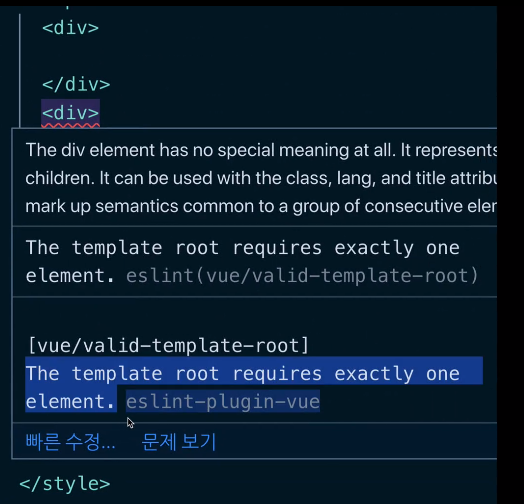 <div>
</div>
<div>
The div element has no special meaning at all. It represents
children. It can be used with the class, lang, and title
mark up semantics common to a group of consecutive
The template root requires exactly one
element. eslint(vue/valid-template-root)
[vue/valid-template-root]
The template root requires exactly one
element. eslint-plugin-vue
빠른 수정... 문제 보기
</style>